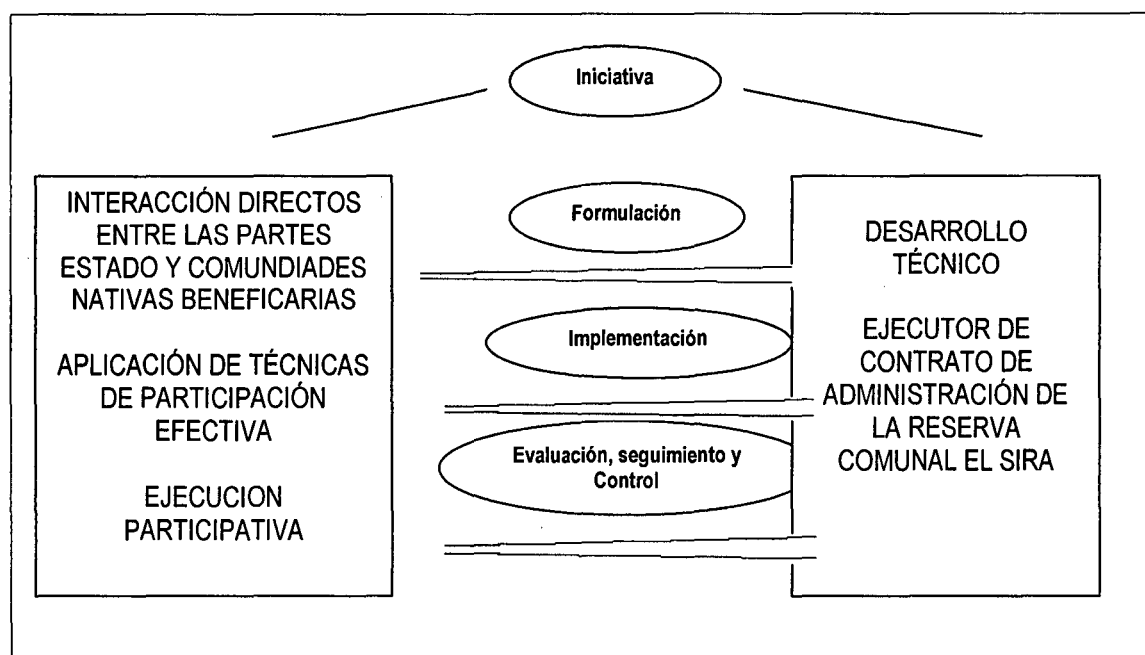 Iniciativa
INTERACCIÓN DIRECTOS
ENTRE LAS PARTES
ESTADO Y COMUNDIADES
NATIVAS BENEFICARIAS
APLICACIÓN DE TÉCNICAS
DE PARTICIPACIÓN
EFECTIVA
EJECUCION
PARTICIPATIVA
Formulación
Implementación
Evaluación, seguimiento y
Control
DESARROLLO
TÉCNICO
EJECUTOR DE
CONTRATO DE
ADMINISTRACIÓN DE
LA RESERVA
COMUNAL EL SIRA